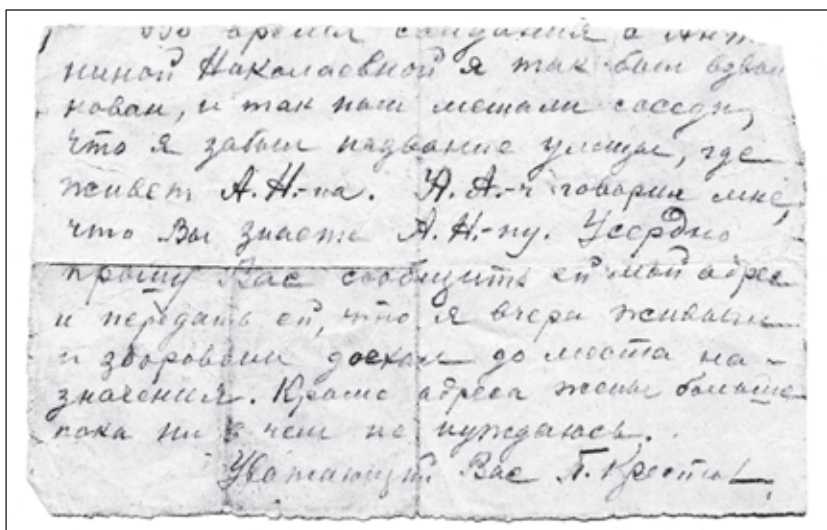 Во время свидания с Анто-
ниной Николаевной я так был взвол
нован, и так нам мешали соседи,
что я забыл название улицы, где
живет А.Н.-на. А.А.-ч говорил мне,
что Вы знаете А.Н.-ну. Усердно
прошу Вас сообщить ей мой адрес
и передать ей, что я вчера живым
и здоровым доехал до места на-
значения. Кроме адреса жены больше
пока ни в чем не нуждаюсь.
Уважающий Вас П.